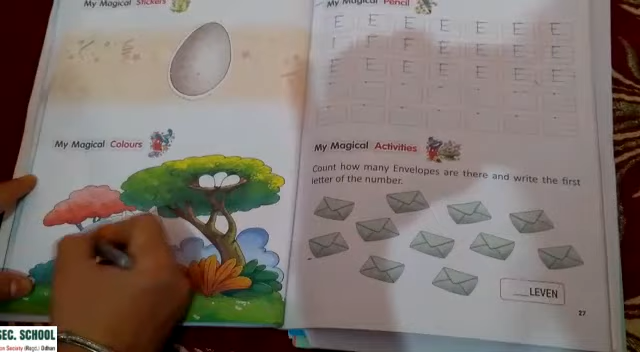 My Magical Stickers
My Magical Colours
My Magical Pencil
E E E E E E E
E E E E E E
E E E E E E E
My Magical Activities
Count how many Envelopes are there and write the first
letter of the number.
__LEVEN
27
SEC. SCHOOL